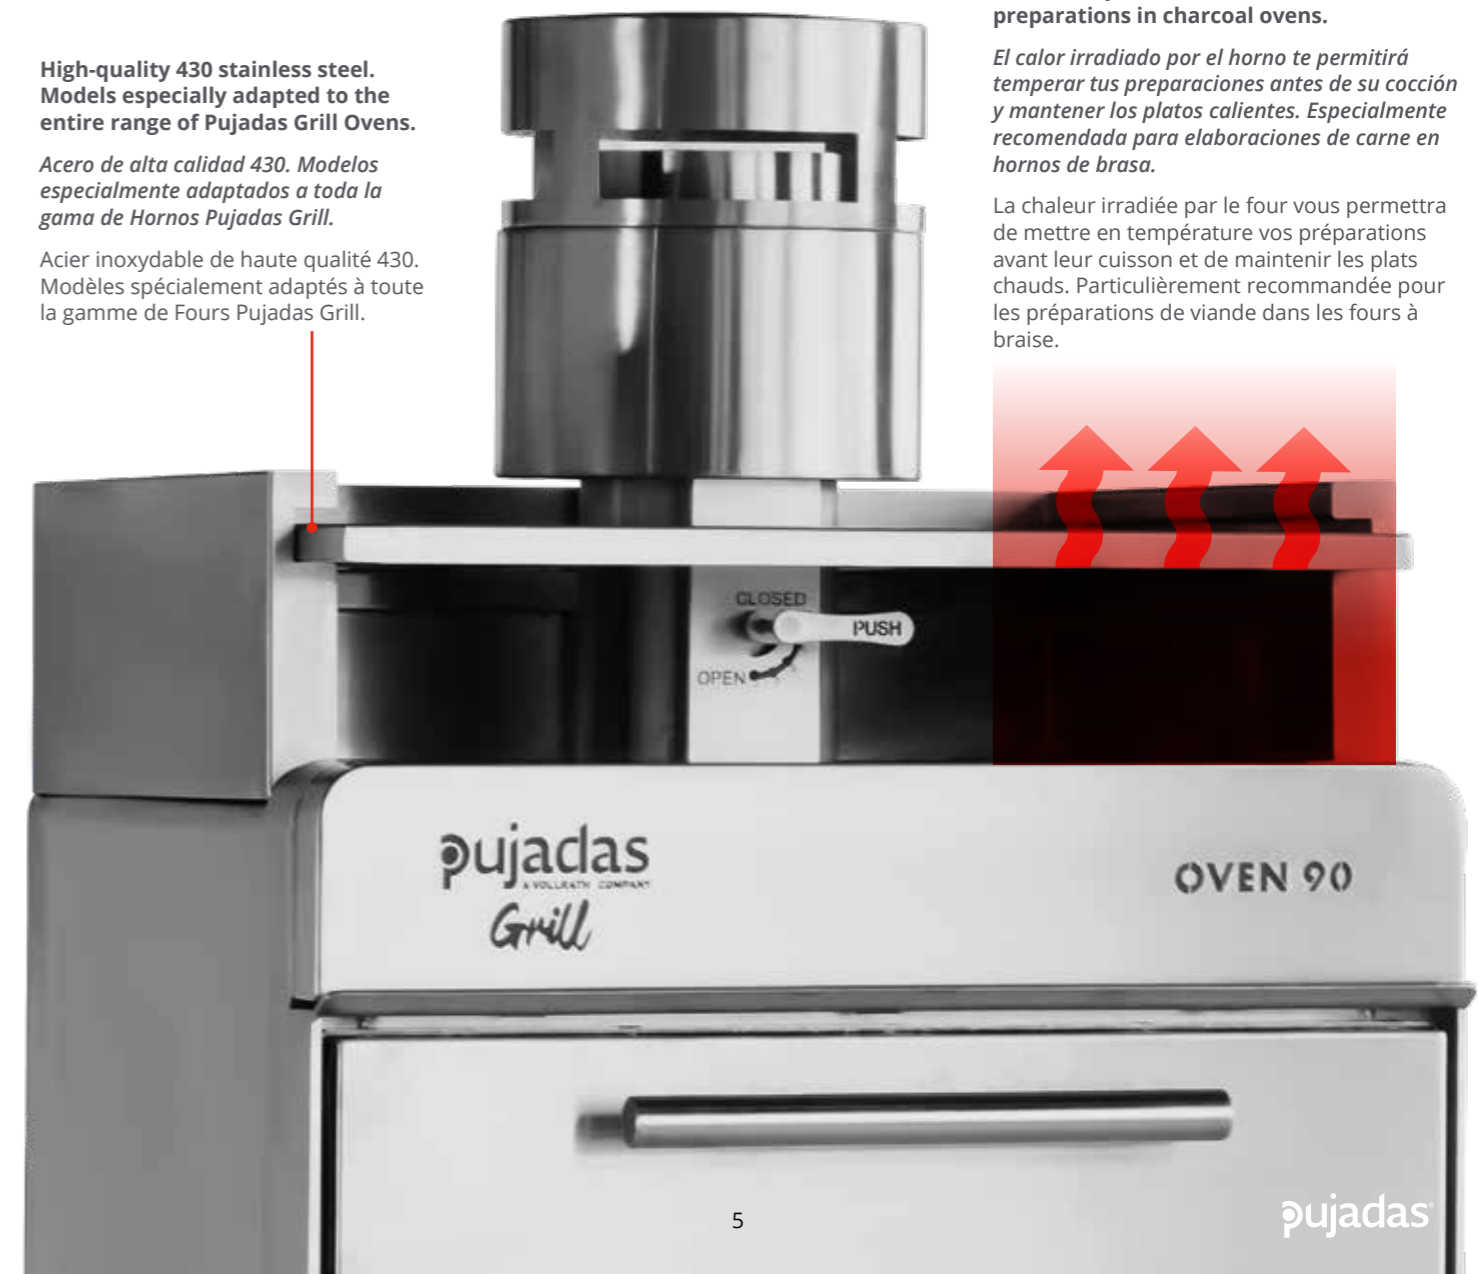 High-quality 430 stainless steel.
Models especially adapted to the
entire range of Pujadas Grill Ovens.
Acero de alta calidad 430. Modelos
especialmente adaptados a toda la
gama de Hornos Pujadas Grill.
Acier inoxydable de haute qualité 430.
Modèles spécialement adaptés à toute
la gamme de Fours Pujadas Grill.
preparations in charcoal ovens.
El calor irradiado por el horno te permitirá
temperar tus preparaciones antes de su cocción
y mantener los platos calientes. Especialmente
recomendada para elaboraciones de carne en
hornos de brasa.
La chaleur irradiée par le four vous permettra
de mettre en température vos préparations
avant leur cuisson et de maintenir les plats
chauds. Particulièrement recommandée pour
les préparations de viande dans les fours à
braise.
CLOSED
PUSH
OPEN
pujadas
A VOLLRATH COMPANY
Grill
OVEN 90
5
pujadas